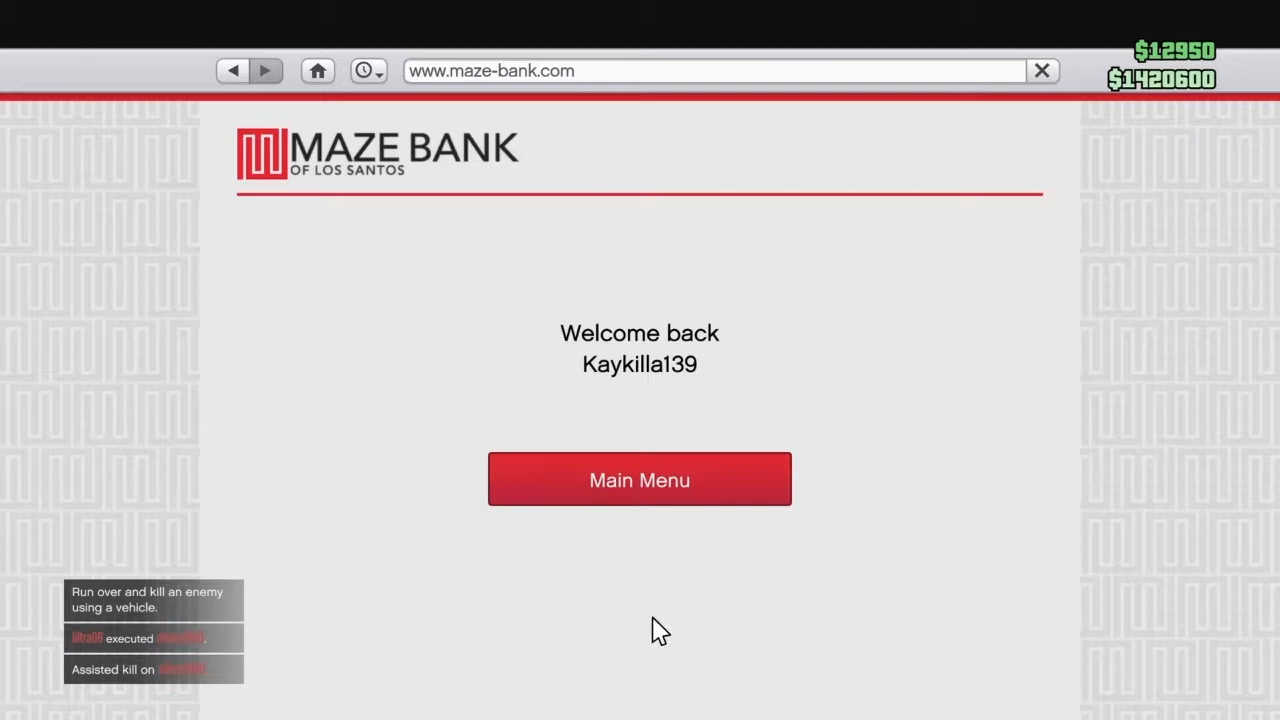 $12950
www.maze-bank.com
$1420600
MAZE BANK
OF LOS SANTOS
Welcome back
Kaykilla139
Main Menu
Run over and kill an enemy
using a vehicle.
executed
Assisted kill on